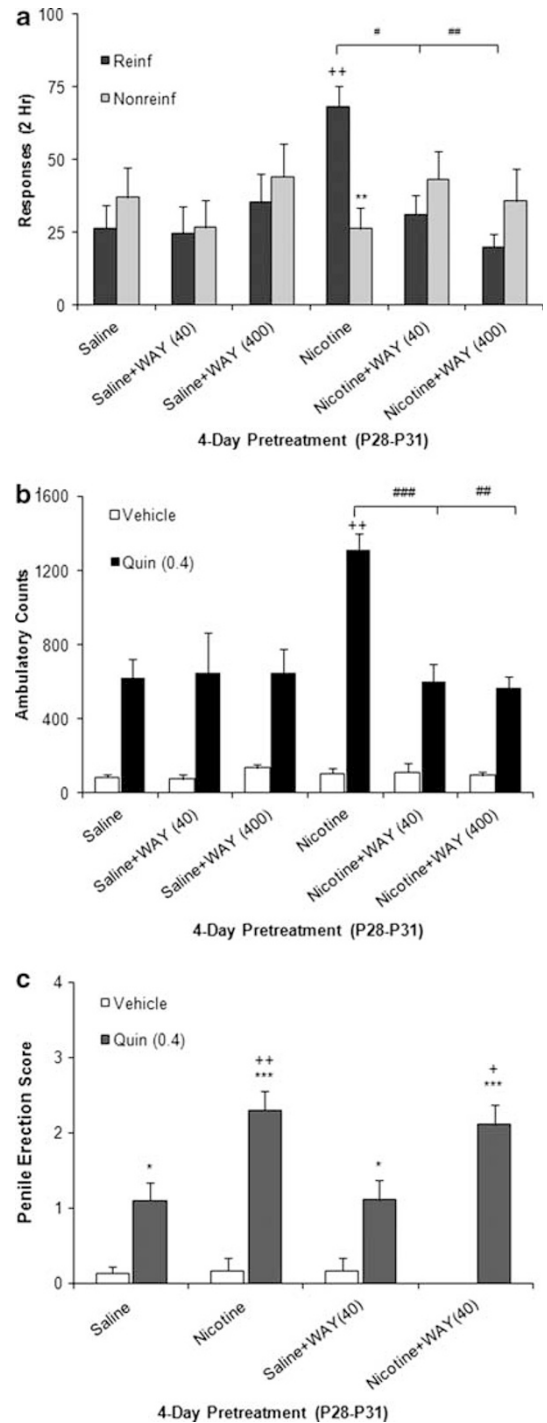 a
100
75
50
25
0
Responses (2 Hr)
Reinf
Nonreinf
++
**
#
##
Saline
Saline+WAY (40)
Saline+WAY (400)
Nicotine
Nicotine+WAY (40)
Nicotine+WAY (400)
4-Day Pretreatment (P28-P31)
b
1600
1200
800
400
0
Ambulatory Counts
Vehicle
Quin (0.4)
++
###
##
Saline
Saline+WAY (40)
Saline+WAY (400)
Nicotine
Nicotine+WAY (40)
Nicotine+WAY (400)
4-Day Pretreatment (P28-P31)
c
4
3
2
1
0
Penile Erection Score
Vehicle
Quin (0.4)
*
++
***
*
+
***
Saline
Nicotine
Saline+WAY(40)
Nicotine+WAY(40)
4-Day Pretreatment (P28-P31)